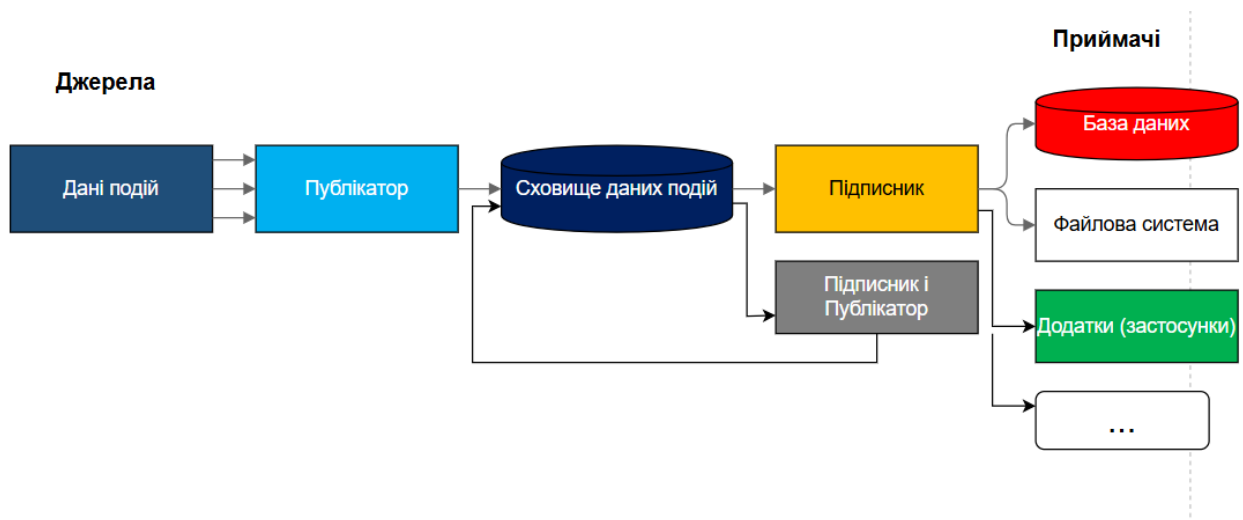 Приймачі
Джерела
База даних
Дані подій
Публікатор
Сховище даних подій
Підписник
Файлова система
Підписник і
Публікатор
Додатки (застосунки)
...